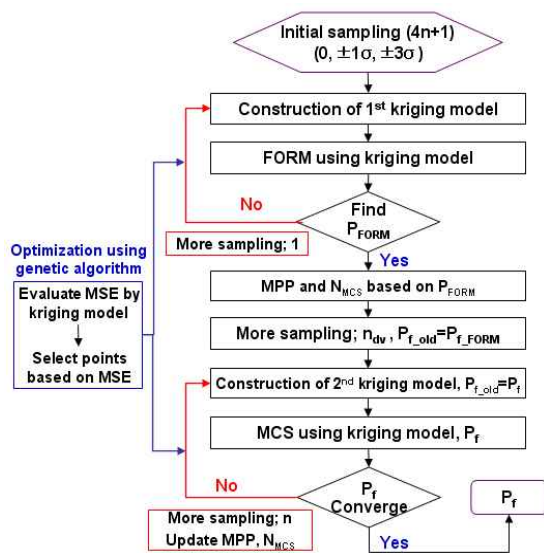 Initial sampling (4n+1)
(0, ±1σ, ±3σ)
Construction of 1st kriging model
FORM using kriging model
No
Find
PFORM
More sampling; 1
Yes
Optimization using
genetic algorithm
Evaluate MSE by
kriging model
Select points
based on MSE
MPP and NMCS based on PFORM
More sampling; ndv , Pf_old=Pf_FORM
Construction of 2nd kriging model, Pf_old=Pf
MCS using kriging model, Pf
No
Pf
Converge
More sampling; n
Update MPP, NMCS
Yes
Pf